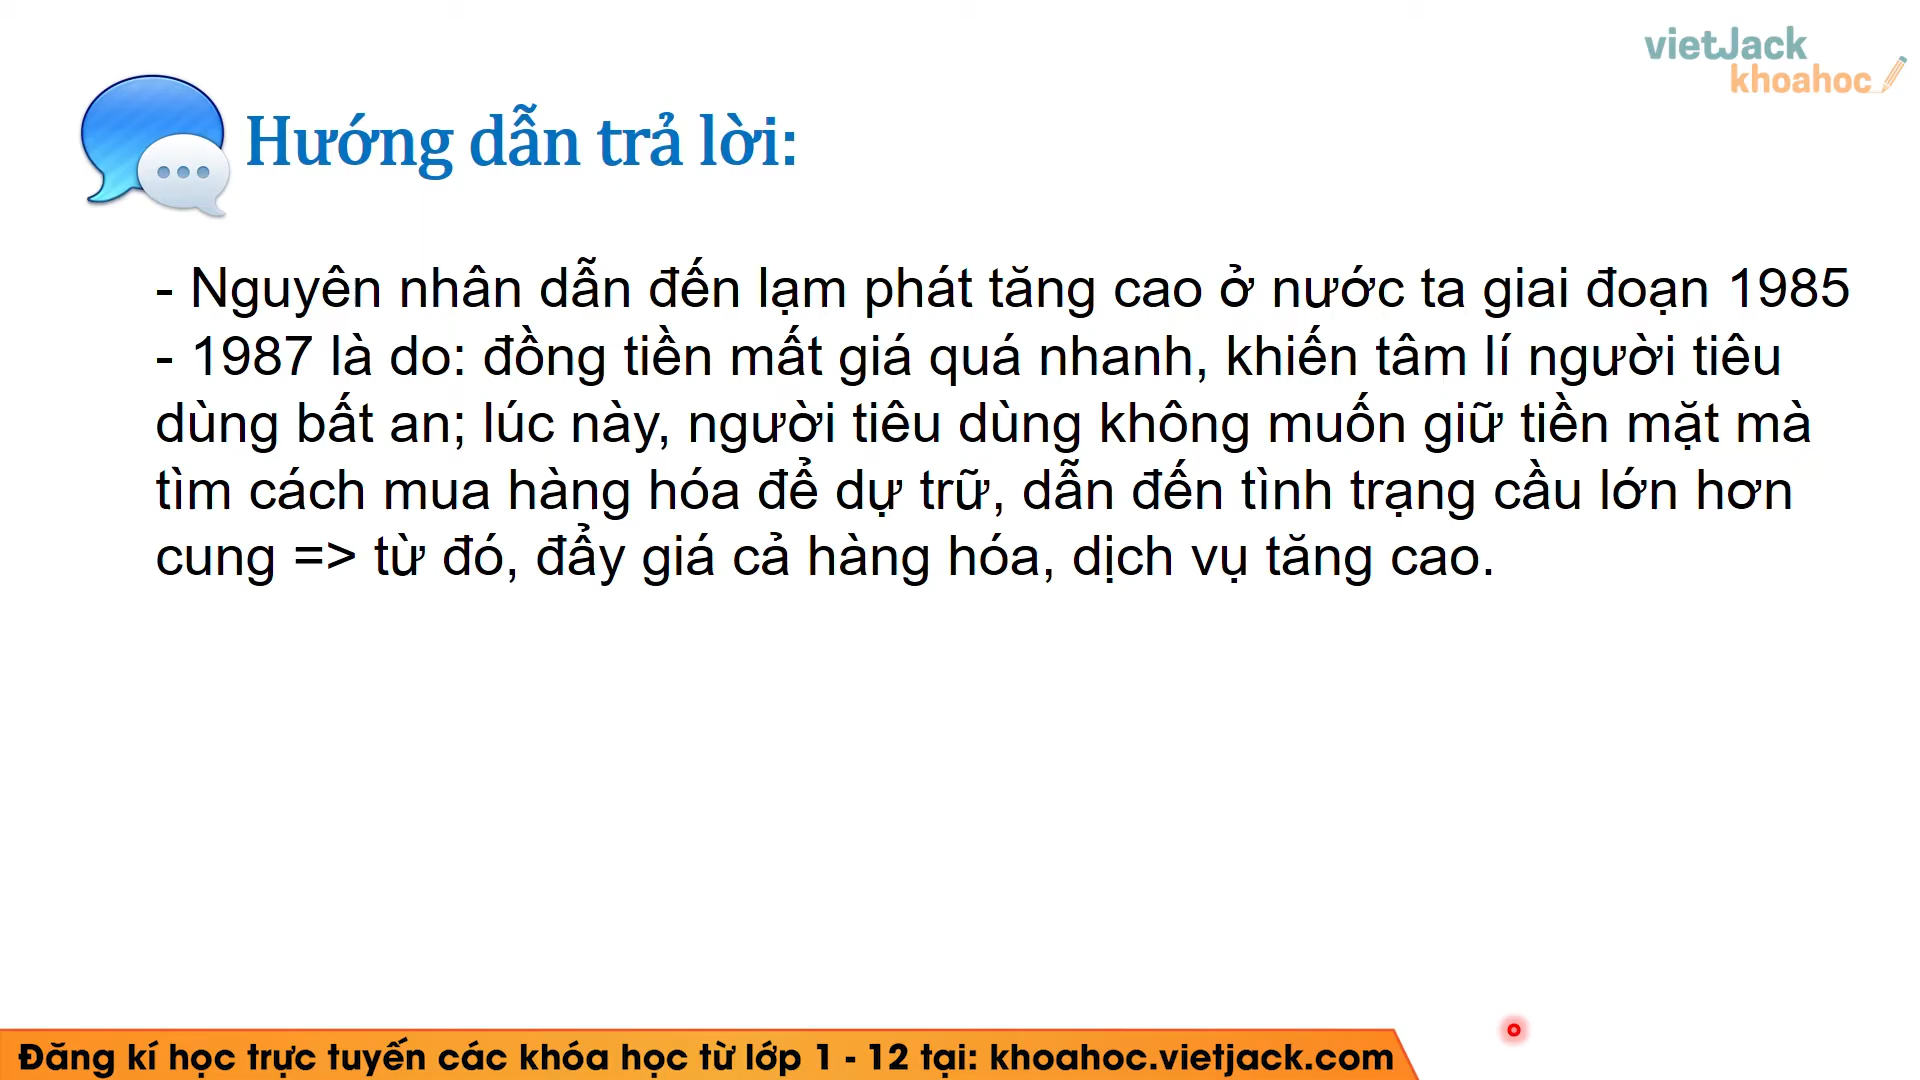 vietJack
khoahoc
Hướng dẫn trả lời:
- Nguyên nhân dẫn đến lạm phát tăng cao ở nước ta giai đoạn 1985
- 1987 là do: đồng tiền mất giá quá nhanh, khiến tâm lí người tiêu
dùng bất an; lúc này, người tiêu dùng không muốn giữ tiền mặt mà
tìm cách mua hàng hóa để dự trữ, dẫn đến tình trạng cầu lớn hơn
cung => từ đó, đẩy giá cả hàng hóa, dịch vụ tăng cao.
Đăng kí học trực tuyến các khóa học từ lớp 1 - 12 tại: khoahoc.vietjack.com